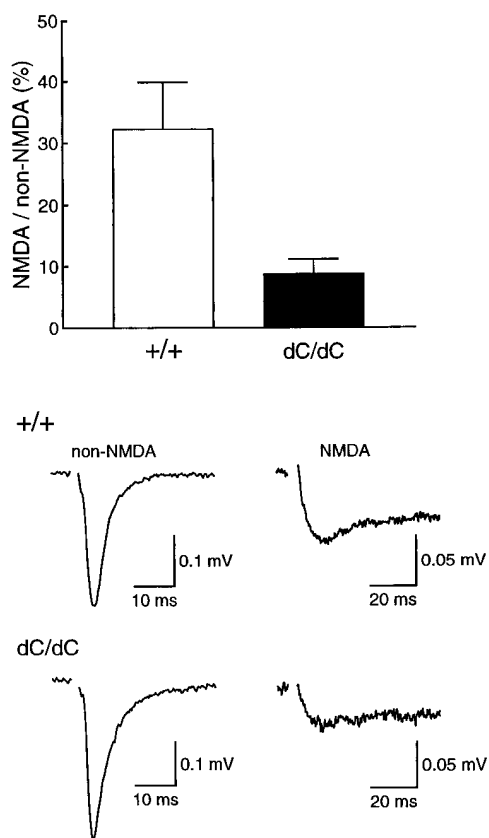 50
40
30
20
10
0
NMDA / non-NMDA (%)
+/+ dC/dC
+/+
non-NMDA NMDA
0.1 mV 0.05 mV
10 ms 20 ms
dC/dC
0.1 mV 0.05 mV
10 ms 20 ms